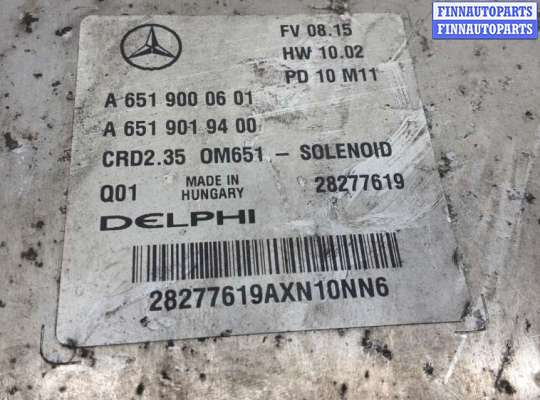 FINNAUTOPARTS
FINNAUTOPARTS
FV 08.15
HW 10.02
PD 10 M11
A 651 900 06 01
A 651 901 94 00
CRD2.35 OM651 - SOLENOID
Q01 MADE IN HUNGARY 28277619
DELPHI
28277619AXN10NN6